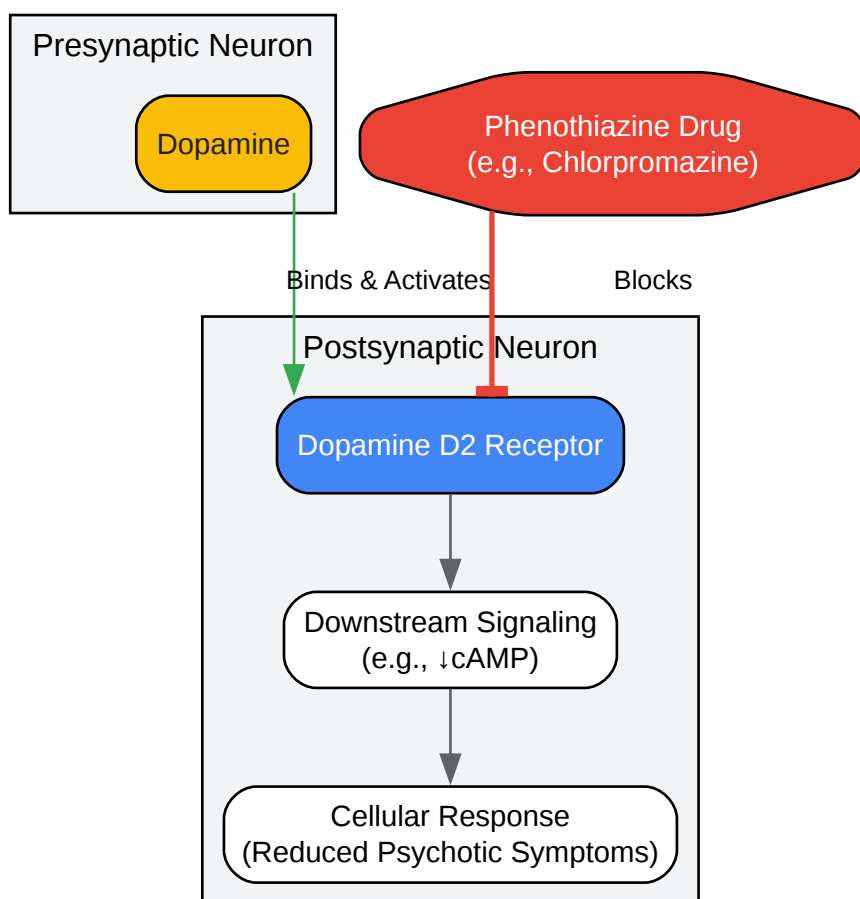 Presynaptic Neuron
Dopamine
Phenothiazine Drug
(e.g., Chlorpromazine)
Binds & Activates
Blocks
Postsynaptic Neuron
Dopamine D2 Receptor
Downstream Signaling
(e.g., ↓cAMP)
Cellular Response
(Reduced Psychotic Symptoms)